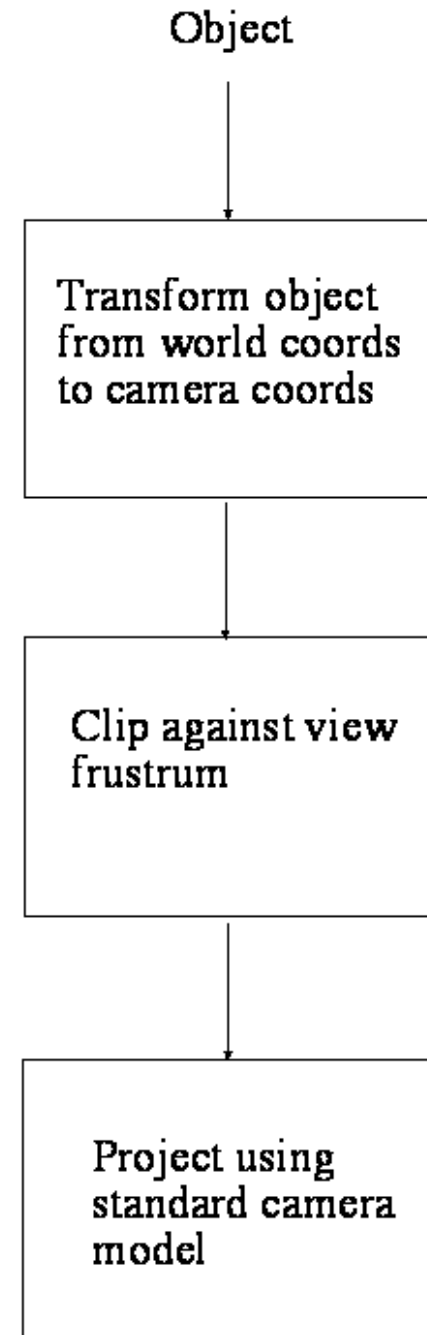 Object
Transform object
from world coords
to camera coords
Clip against view
frustrum
Project using
standard camera
model